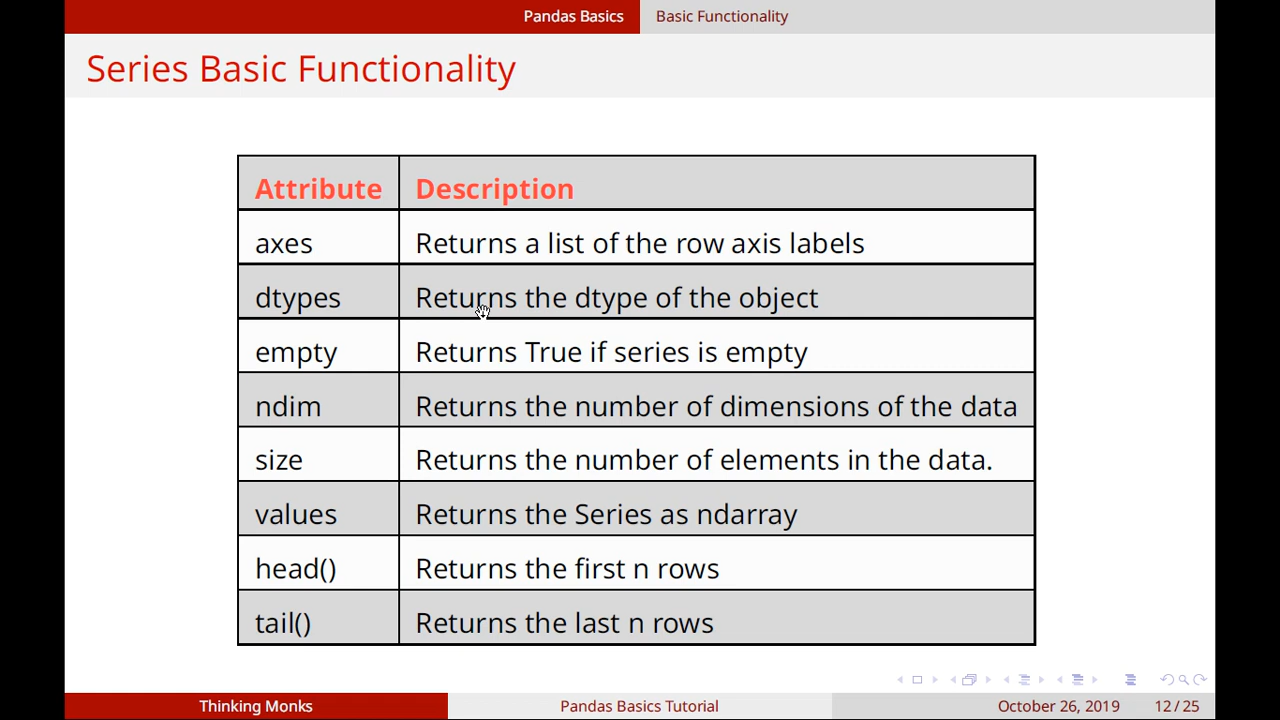 Pandas Basics Basic Functionality
Series Basic Functionality
Attribute Description
axes Returns a list of the row axis labels
dtypes Returns the dtype of the object
empty Returns True if series is empty
ndim Returns the number of dimensions of the data
size Returns the number of elements in the data.
values Returns the Series as ndarray
head() Returns the first n rows
tail() Returns the last n rows
Thinking Monks Pandas Basics Tutorial October 26, 2019 12 / 25